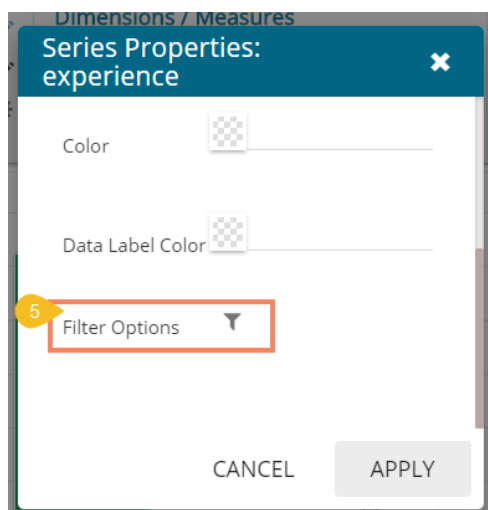 Dimensions / Measures
Series Properties:
experience
Color
Data Label Color
5
Filter Options
CANCEL APPLY